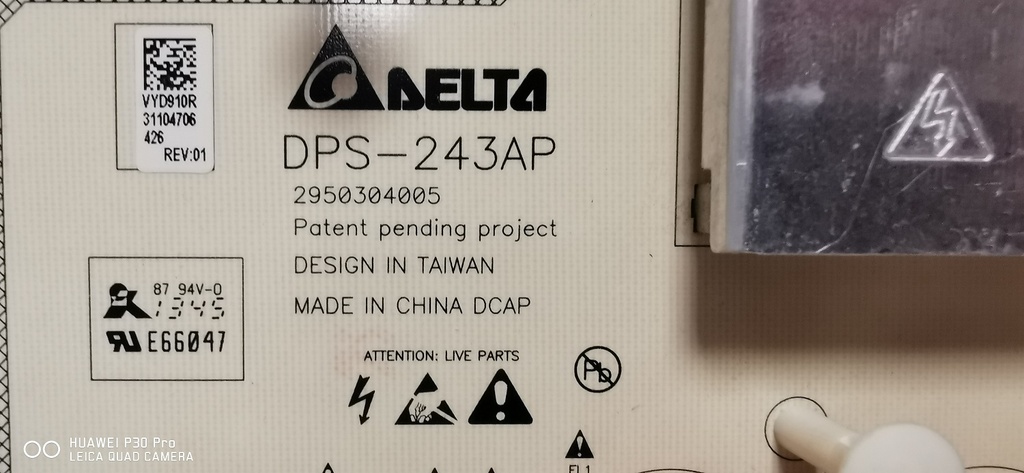 VYD910R
31104706
426
REV:01
DELTA
DPS-243AP
2950304005
Patent pending project
DESIGN IN TAIWAN
MADE IN CHINA DCAP
87 94V-0
1345
E66047
ATTENTION: LIVE PARTS
Pb
HUAWEI P30 Pro
LEICA QUAD CAMERA